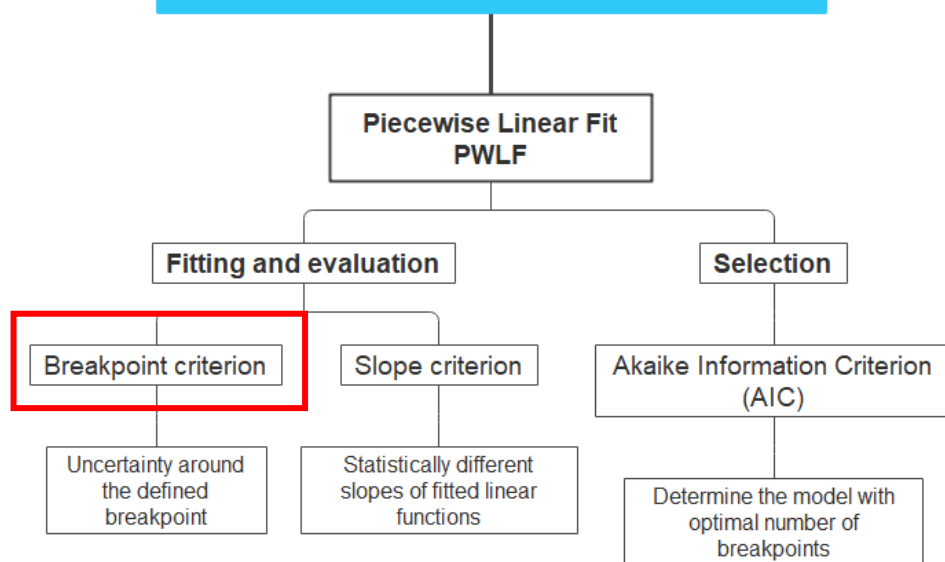 Piecewise Linear Fit
PWLF
Fitting and evaluation
Selection
Breakpoint criterion
Slope criterion
Akaike Information Criterion
(AIC)
Uncertainty around
the defined
breakpoint
Statistically different
slopes of fitted linear
functions
Determine the model with
optimal number of
breakpoints